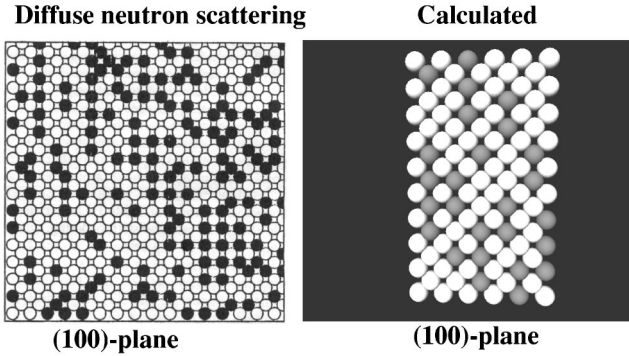 Diffuse neutron scattering
Calculated
(100)-plane
(100)-plane